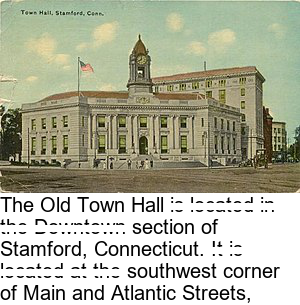 Town Hall, Stamford, Conn.
The Old Town Hall is located in
the Downtown section of
Stamford, Connecticut. It is
located at the southwest corner
of Main and Atlantic Streets,